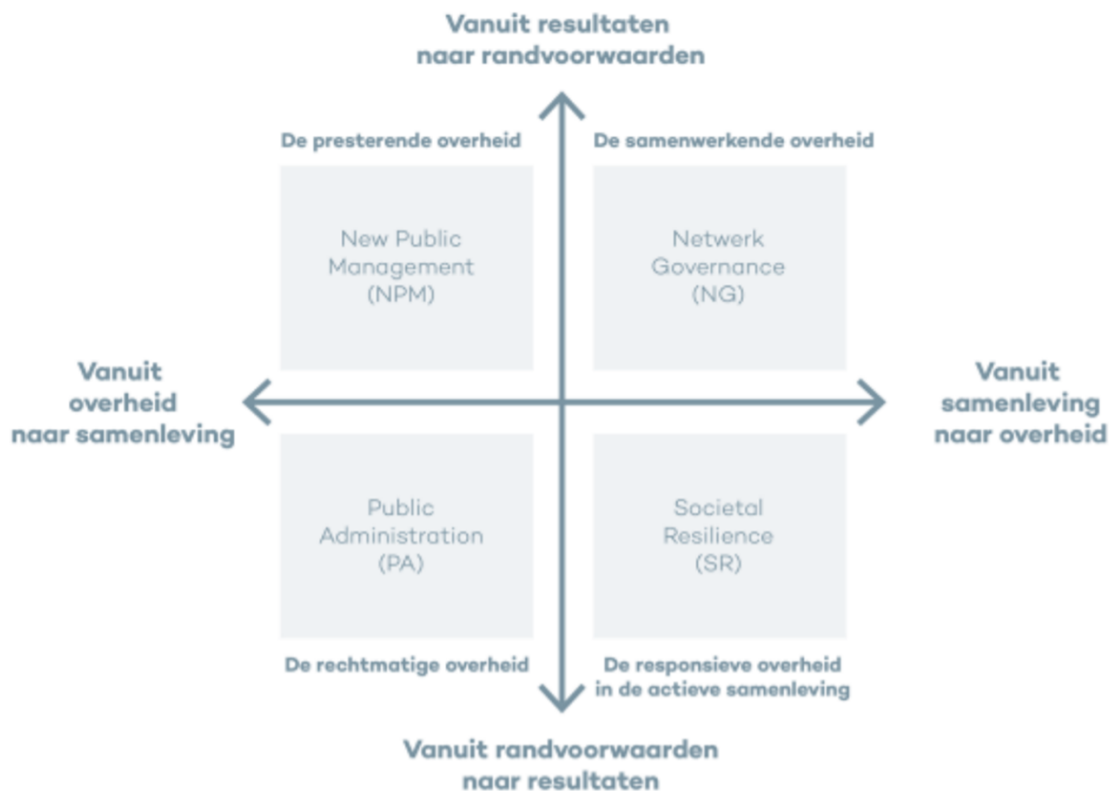 Vanuit resultaten
naar randvoorwaarden
De presterende overheid
De samenwerkende overheid
New Public
Management
(NPM)
Netwerk
Governance
(NG)
Vanuit
overheid
naar samenleving
Vanuit
samenleving
naar overheid
Public
Administration
(PA)
Societal
Resilience
(SR)
De rechtmatige overheid
De responsieve overheid
in de actieve samenleving
Vanuit randvoorwaarden
naar resultaten